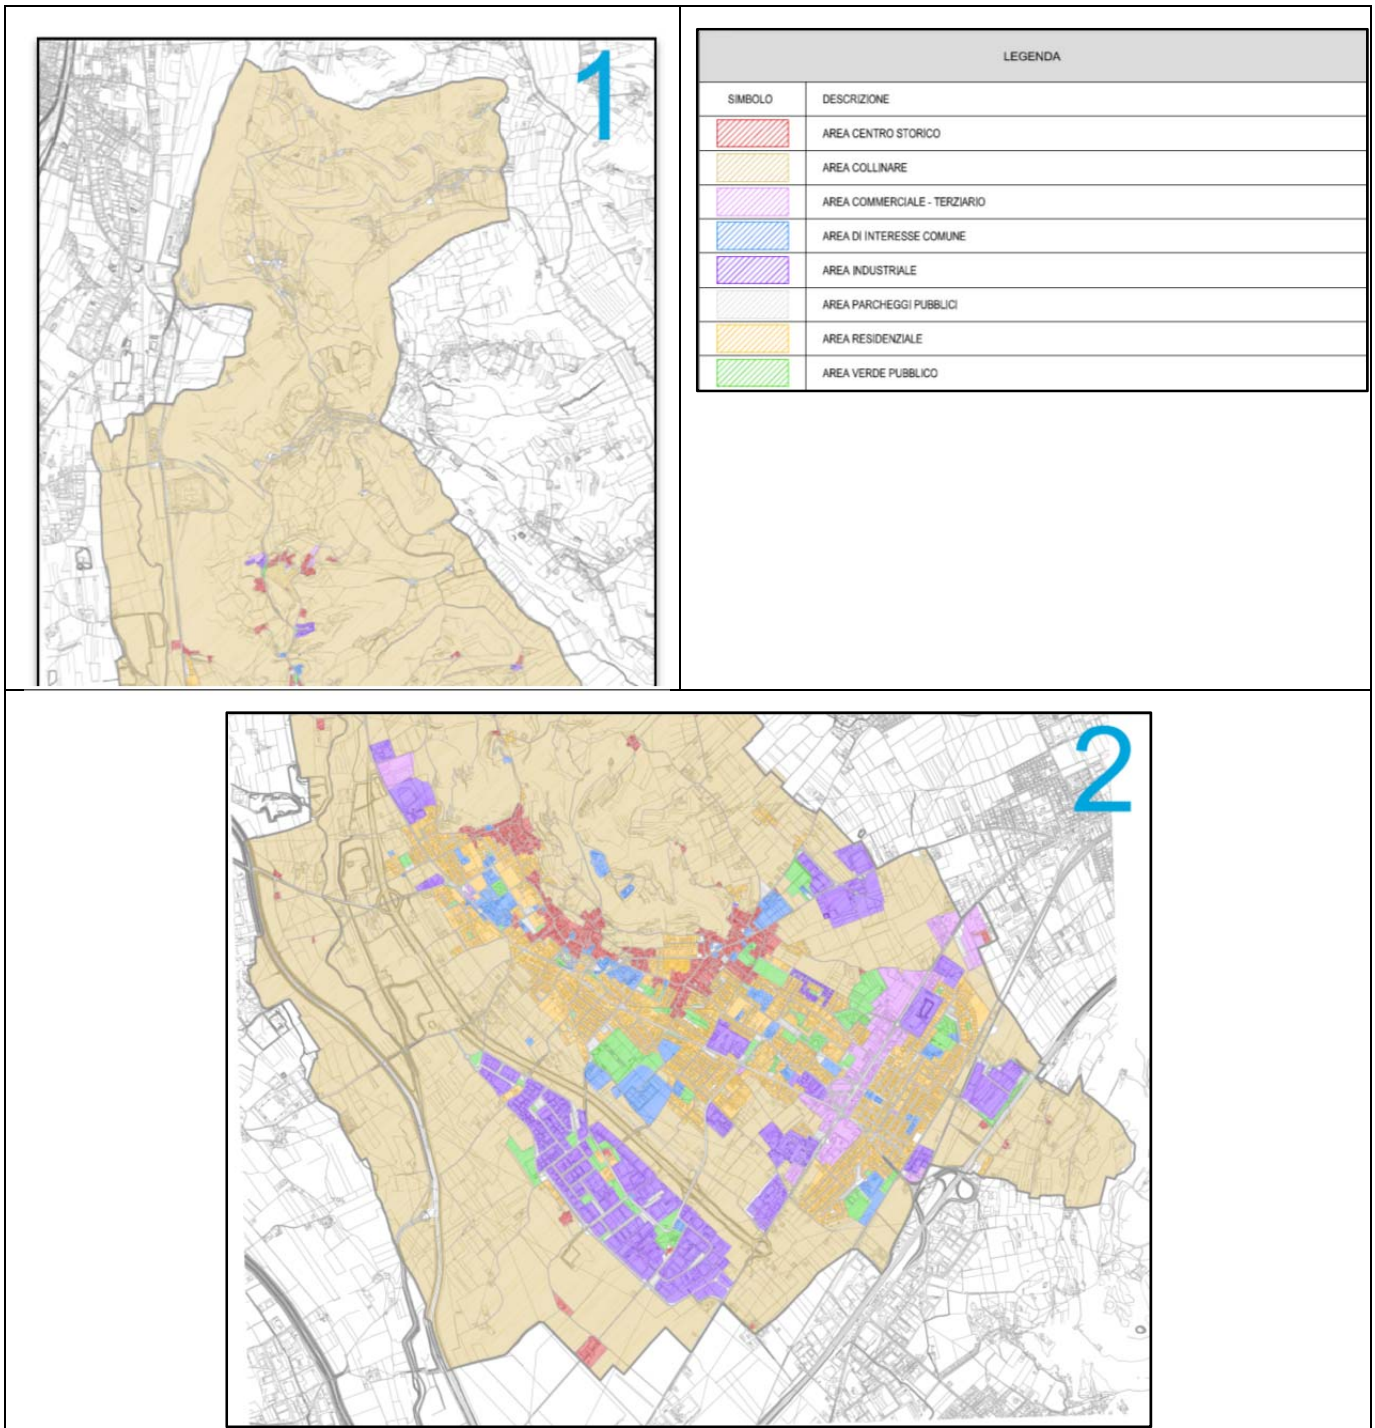 1
LEGENDA
SIMBOLO DESCRIZIONE
AREA CENTRO STORICO
AREA COLLINARE
AREA COMMERCIALE - TERZIARIO
AREA DI INTERESSE COMUNE
AREA INDUSTRIALE
AREA PARCHEGGI PUBBLICI
AREA RESIDENZIALE
AREA VERDE PUBBLICO
2